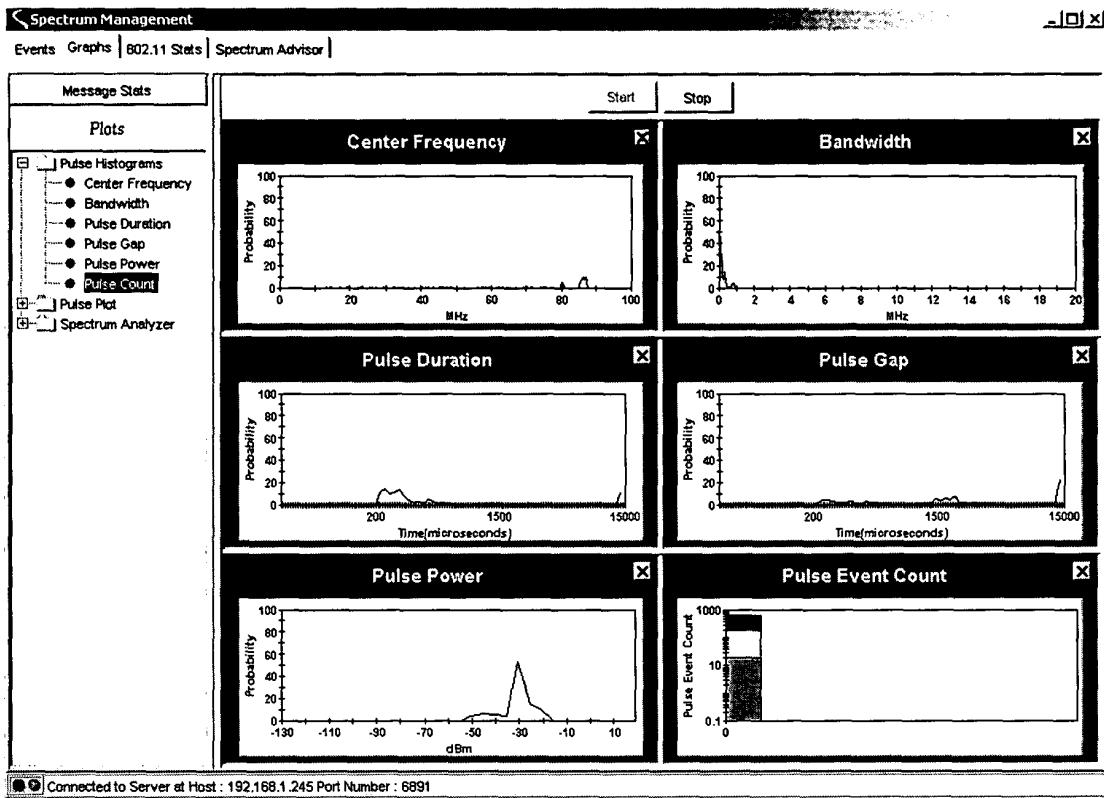 Spectrum Management
Events Graphs 802.11 Stats Spectrum Advisor
Message Stats
Start Stop
Plots
Pulse Histograms
Center Frequency
Bandwidth
Pulse Duration
Pulse Gap
Pulse Power
Pulse Count
Pulse Plot
Spectrum Analyzer
Center Frequency
Probability
100
80
60
40
20
0
0 20 40 60 80 100
MHz
Bandwidth
Probability
100
80
60
40
20
0
0 2 4 6 8 10 12 14 16 18 20
MHz
Pulse Duration
Probability
100
80
60
40
20
0
200 1500 15000
Time(microseconds)
Pulse Gap
Probability
100
80
60
40
20
0
200 1500 15000
Time(microseconds)
Pulse Power
Probability
100
80
60
40
20
0
-130 -110 -90 -70 -50 -30 -10 10
dBm
Pulse Event Count
Pulse Event Count
1000
10
0.1
0
Connected to Server at Host : 192.168.1.245 Port Number : 6891